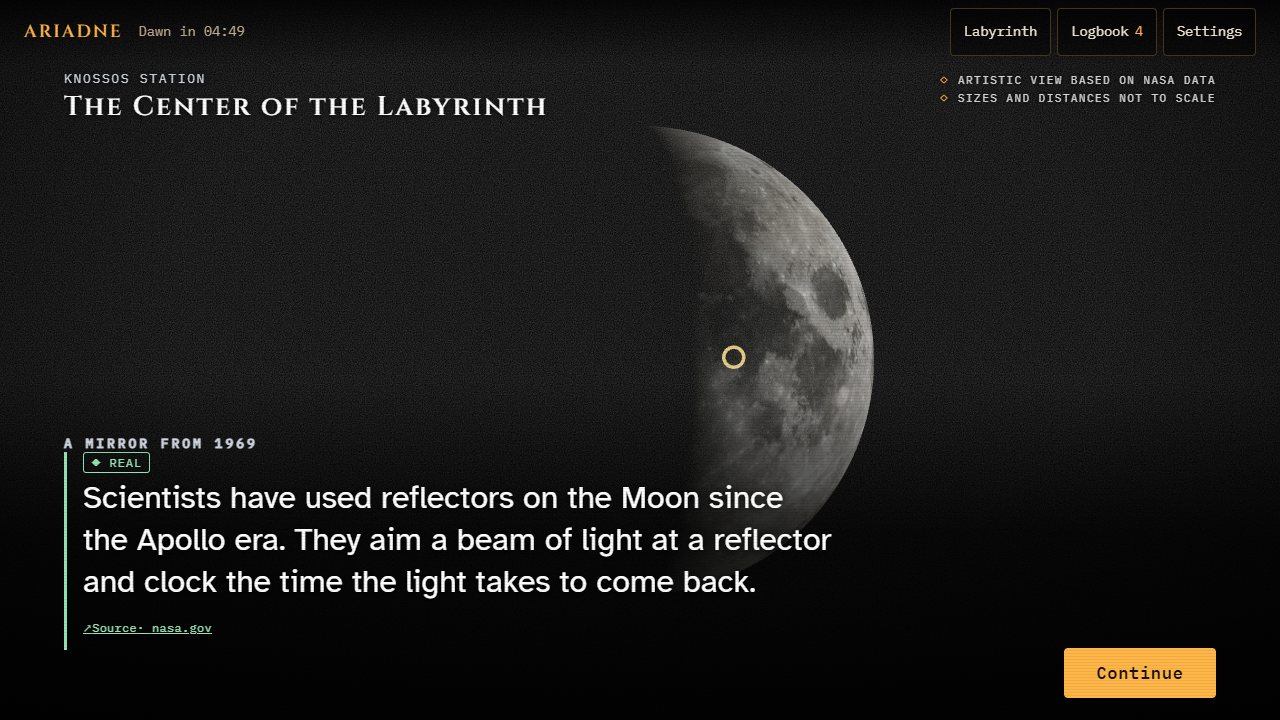 ARIADNE Dawn in 04:49
Labyrinth Logbook 4 Settings
KNOSSOS STATION
The Center of the Labyrinth
◇ ARTISTIC VIEW BASED ON NASA DATA
◇ SIZES AND DISTANCES NOT TO SCALE
A MIRROR FROM 1969
◆ REAL
Scientists have used reflectors on the Moon since
the Apollo era. They aim a beam of light at a reflector
and clock the time the light takes to come back.
↗Source· nasa.gov
Continue